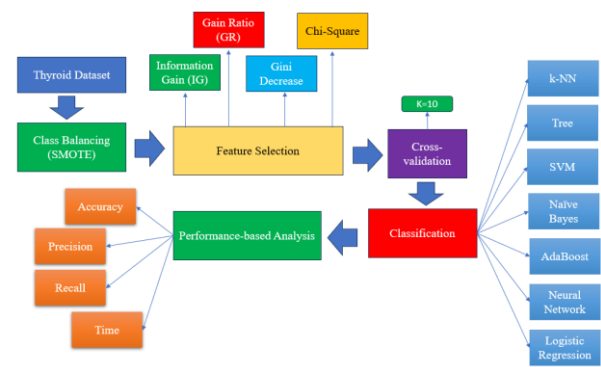 Gain Ratio
(GR)
Chi-Square
Thyroid Dataset
Information
Gain (IG)
Gini
Decrease
k-NN
K=10
Class Balancing
(SMOTE)
Feature Selection
Cross-
validation
Tree
SVM
Accuracy
Naïve
Bayes
Precision
Performance-based Analysis
Classification
AdaBoost
Recall
Neural
Network
Time
Logistic
Regression